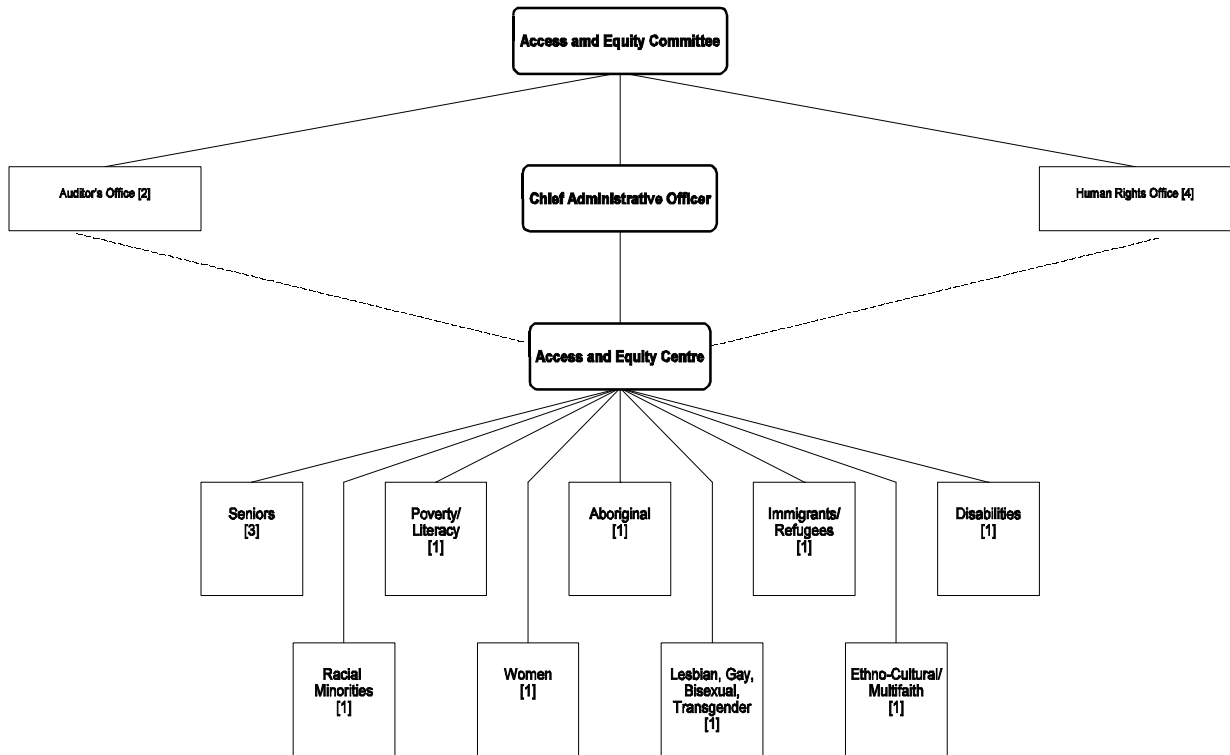 Access amd Equity Committee
Auditor's Office [2]
Chief Administrative Officer
Human Rights Office [4]
Access and Equity Centre
Seniors
[3]
Poverty/
Literacy
[1]
Aboriginal
[1]
Immigrants/
Refugees
[1]
Disabilities
[1]
Racial
Minorities
[1]
Women
[1]
Lesbian, Gay,
Bisexual,
Transgender
[1]
Ethno-Cultural/
Multifaith
[1]